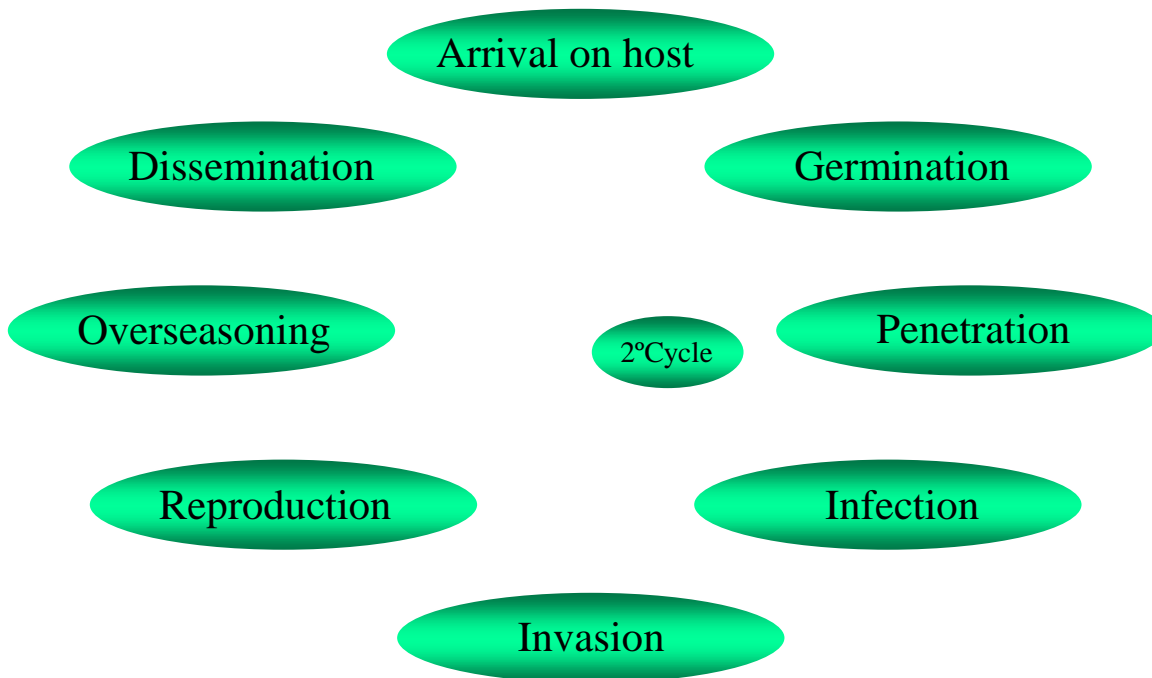 Arrival on host
Dissemination
Germination
Overseasoning
2ºCycle
Penetration
Reproduction
Infection
Invasion